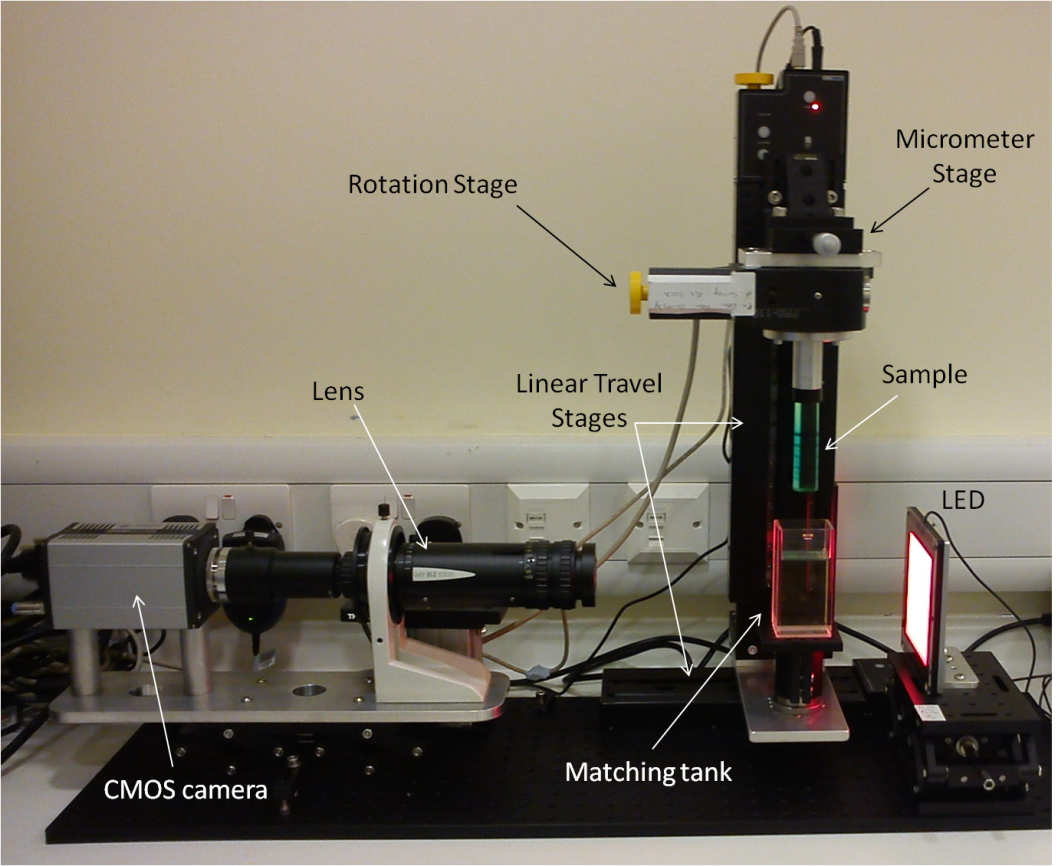 Micrometer
Stage
Rotation Stage
Linear Travel
Stages
Sample
Lens
LED
Matching tank
CMOS camera